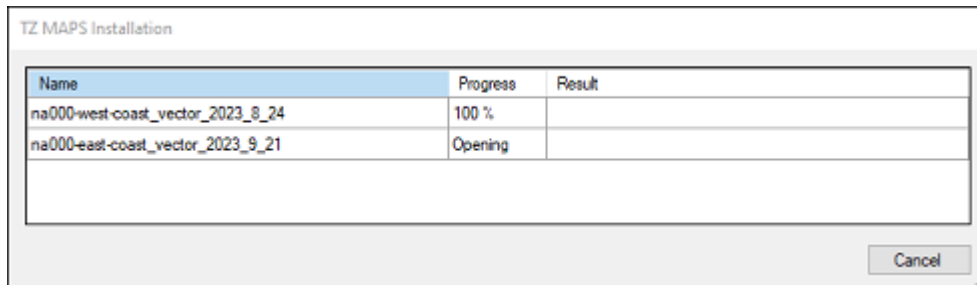 TZ MAPS Installation
Name Progress Result
na000-west-coast_vector_2023_8_24 100 %
na000-east-coast_vector_2023_9_21 Opening
Cancel